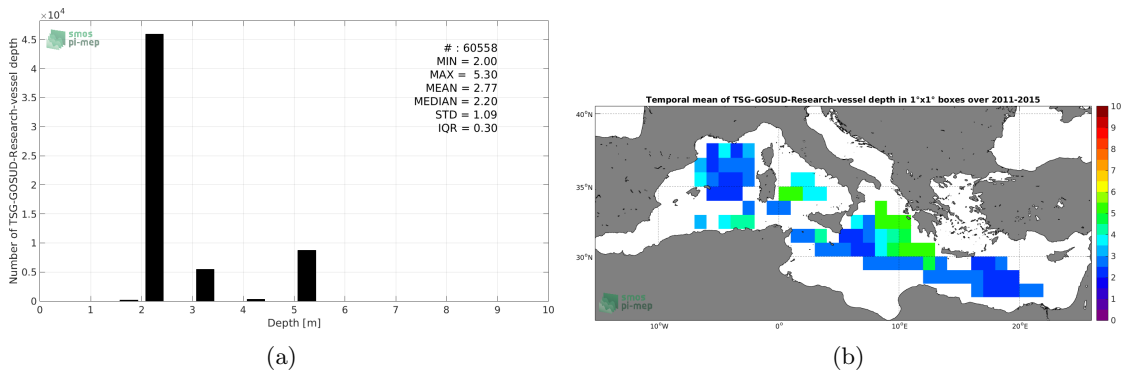 ×10⁴
smos
pi-mep
# : 60558
MIN = 2.00
MAX = 5.30
MEAN = 2.77
MEDIAN = 2.20
STD = 1.09
IQR = 0.30
Number of TSG-GOSUD-Research-vessel depth
4.5
4
3.5
3
2.5
2
1.5
1
0.5
0
0 1 2 3 4 5 6 7 8 9 10
Depth [m]
(a)
Temporal mean of TSG-GOSUD-Research-vessel depth in 1°x1° boxes over 2011-2015
40°N
35°N
30°N
10°W 0° 10°E 20°E
smos
pi-mep
10
9
8
7
6
5
4
3
2
1
0
(b)